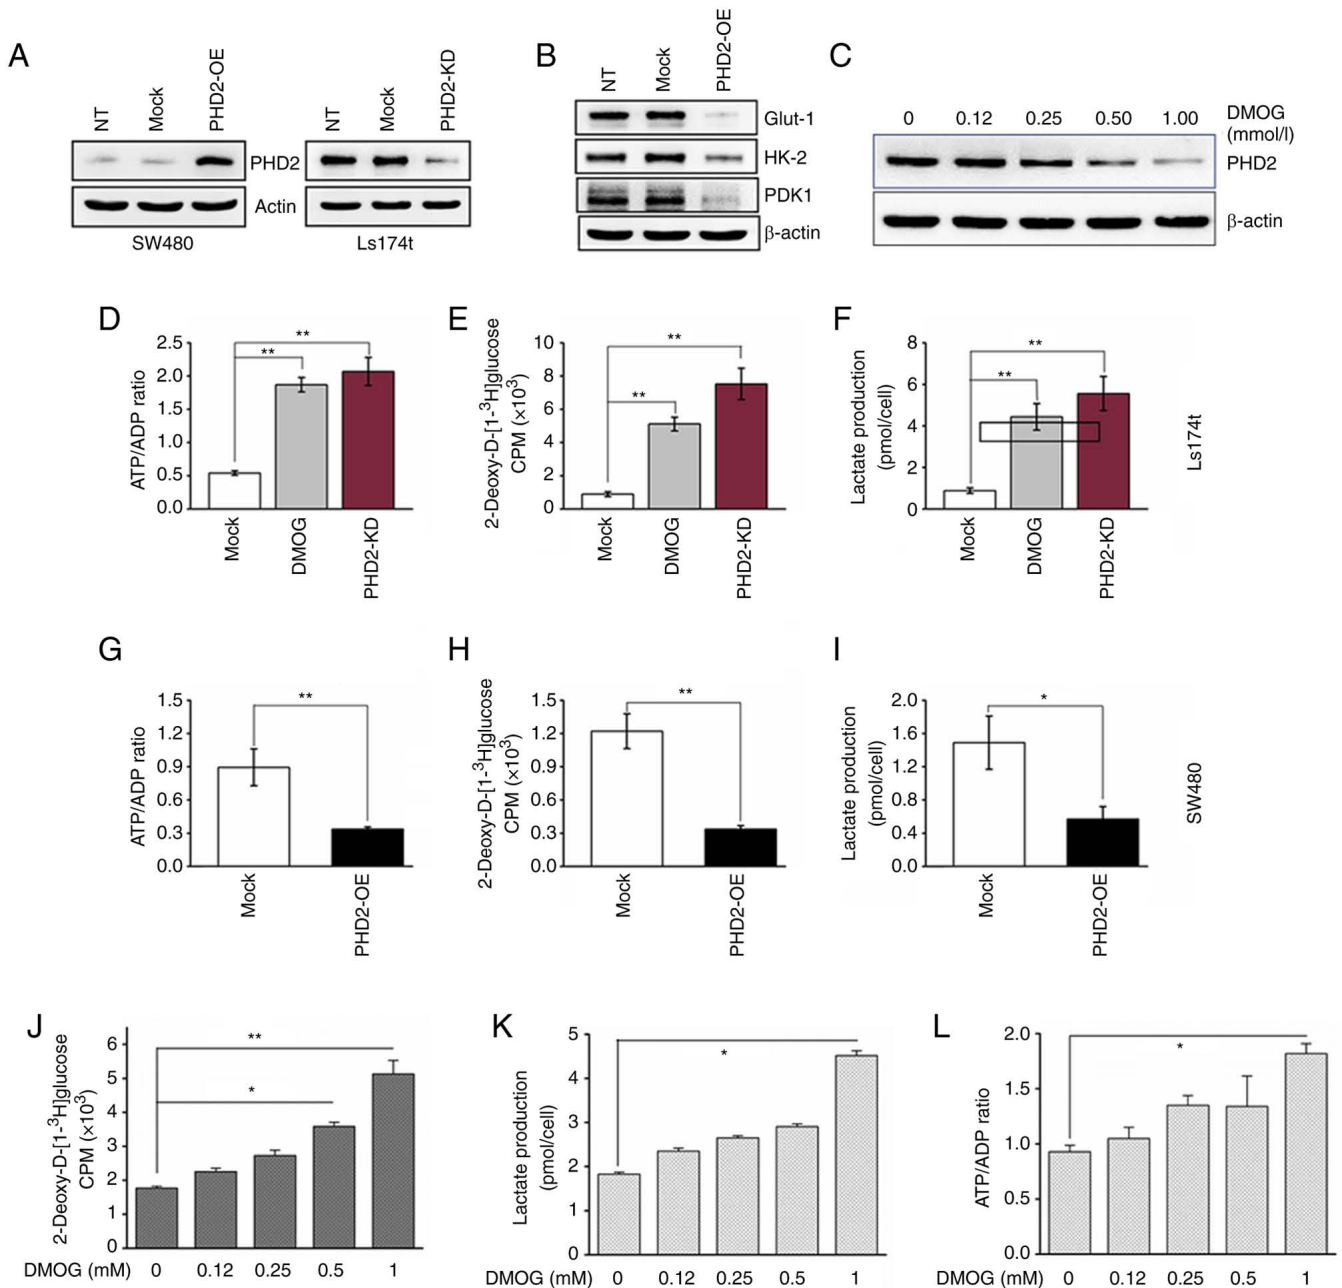 A
NT
Mock
PHD2-OE
NT
Mock
PHD2-KD
PHD2
Actin
SW480
Ls174t
B
NT
Mock
PHD2-OE
Glut-1
HK-2
PDK1
β-actin
C
0 0.12 0.25 0.50 1.00
DMOG
(mmol/l)
PHD2
β-actin
D
ATP/ADP ratio
2.5
2.0
1.5
1.0
0.5
0.0
**
**
Mock
DMOG
PHD2-KD
E
2-Deoxy-D-[1-³H]glucose
CPM (×10³)
10
8
6
4
2
0
**
**
Mock
DMOG
PHD2-KD
F
Lactate production
(pmol/cell)
8
6
4
2
0
**
**
Mock
DMOG
PHD2-KD
Ls174t
G
ATP/ADP ratio
1.5
1.2
0.9
0.6
0.3
0.0
**
Mock
PHD2-OE
H
2-Deoxy-D-[1-³H]glucose
CPM (×10³)
1.5
1.2
0.9
0.6
0.3
0.0
**
Mock
PHD2-OE
I
Lactate production
(pmol/cell)
2.0
1.6
1.2
0.8
0.4
0.0
*
Mock
PHD2-OE
SW480
J
2-Deoxy-D-[1-³H]glucose
CPM (×10³)
6
5
4
3
2
1
0
**
*
DMOG (mM) 0 0.12 0.25 0.5 1
K
Lactate production
(pmol/cell)
5
4
3
2
1
0
*
DMOG (mM) 0 0.12 0.25 0.5 1
L
ATP/ADP ratio
2.0
1.5
1.0
0.5
0.0
*
DMOG (mM) 0 0.12 0.25 0.5 1